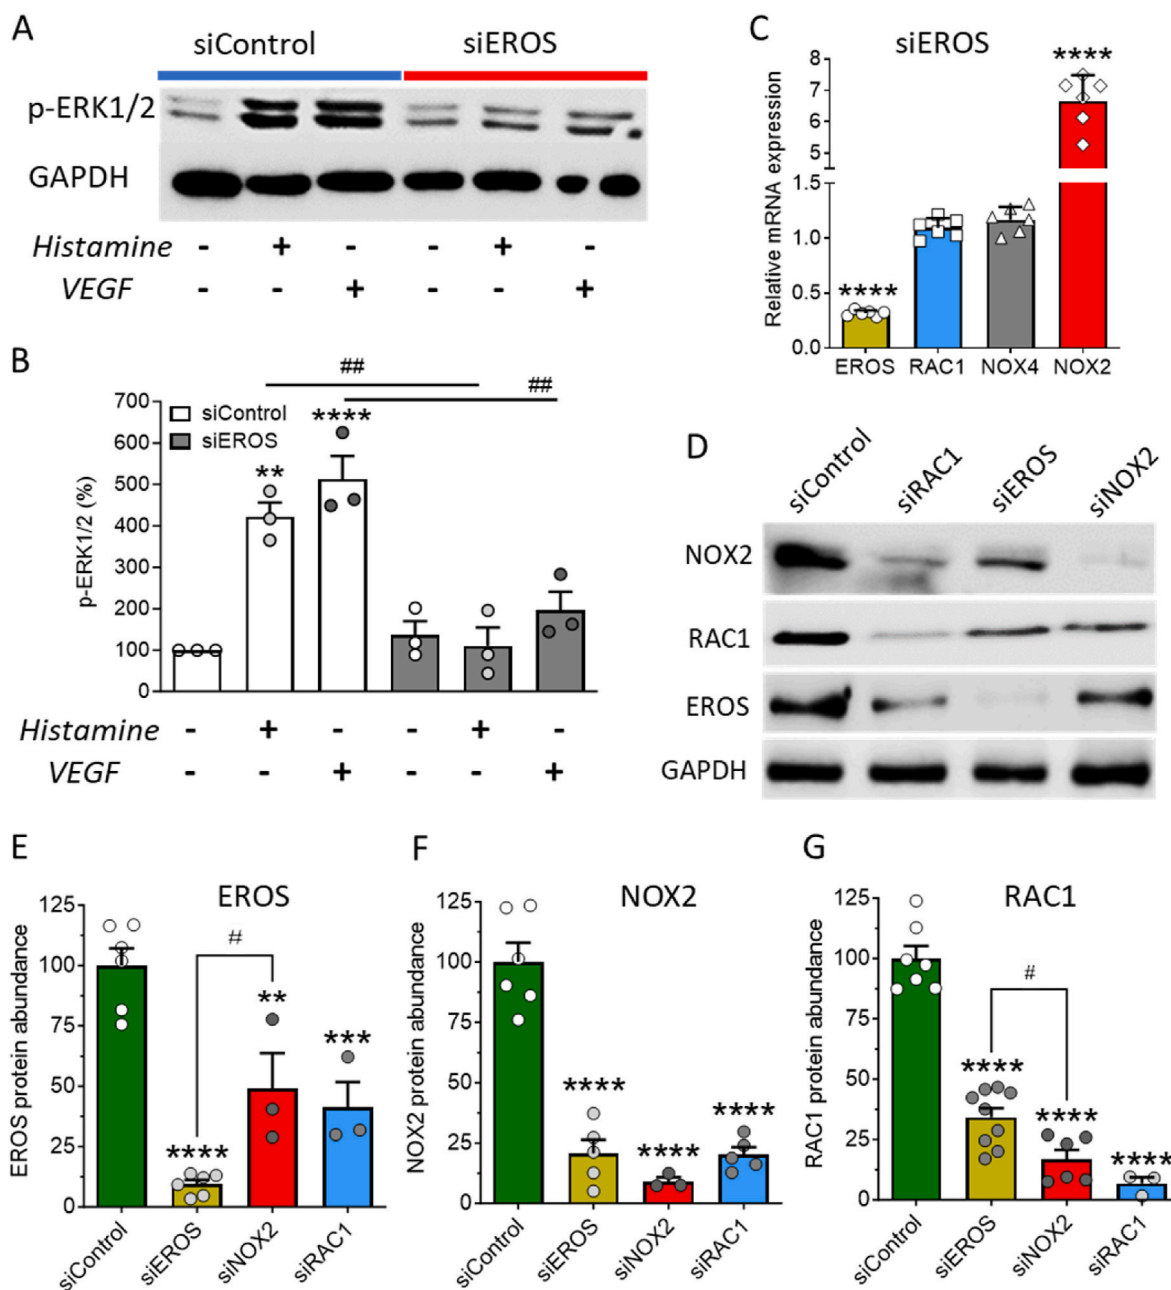 A
siControl siEROS
p-ERK1/2
GAPDH
Histamine - + - - + -
VEGF - - + - - +
B
## ##
700
600
500
400
300
200
100
0
p-ERK1/2 (%)
siControl
siEROS
** ****
Histamine - + - - + -
VEGF - - + - - +
C
siEROS
Relative mRNA expression
8
7
6
5
1.5
1.0
0.5
0.0
**** ****
EROS RAC1 NOX4 NOX2
D
siControl siRAC1 siEROS siNOX2
NOX2
RAC1
EROS
GAPDH
E
EROS
EROS protein abundance
125
100
75
50
25
0
#
**** ** ***
siControl siEROS siNOX2 siRAC1
F
NOX2
NOX2 protein abundance
125
100
75
50
25
0
**** **** ****
siControl siEROS siNOX2 siRAC1
G
RAC1
RAC1 protein abundance
125
100
75
50
25
0
#
**** **** ****
siControl siEROS siNOX2 siRAC1